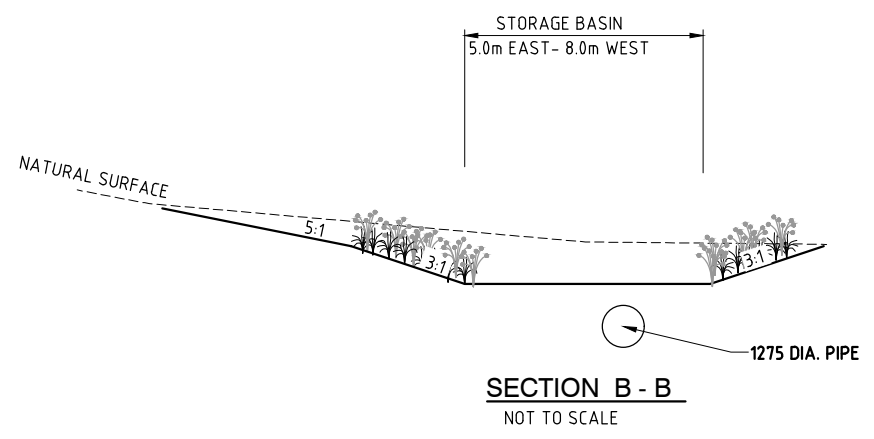 STORAGE BASIN
5.0m EAST- 8.0m WEST
NATURAL SURFACE
5:1
3:1
3:1
1275 DIA. PIPE
SECTION B - B
NOT TO SCALE